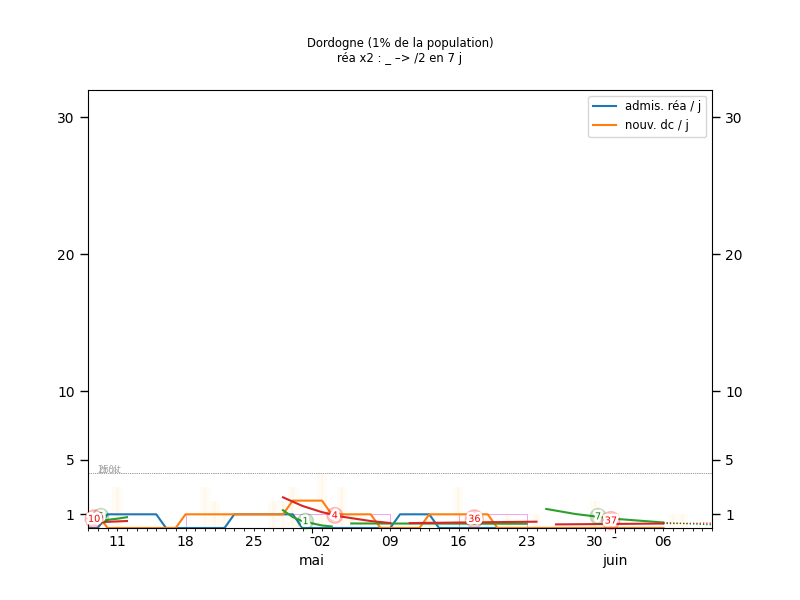 Dordogne (1% de la population)
réa x2 : _ –> /2 en 7 j
admis. réa / j
nouv. dc / j
30 30
20 20
10 10
5 5
1 1
10 1 4 36 7 37
11 18 25 02 09 16 23 30 06
mai juin